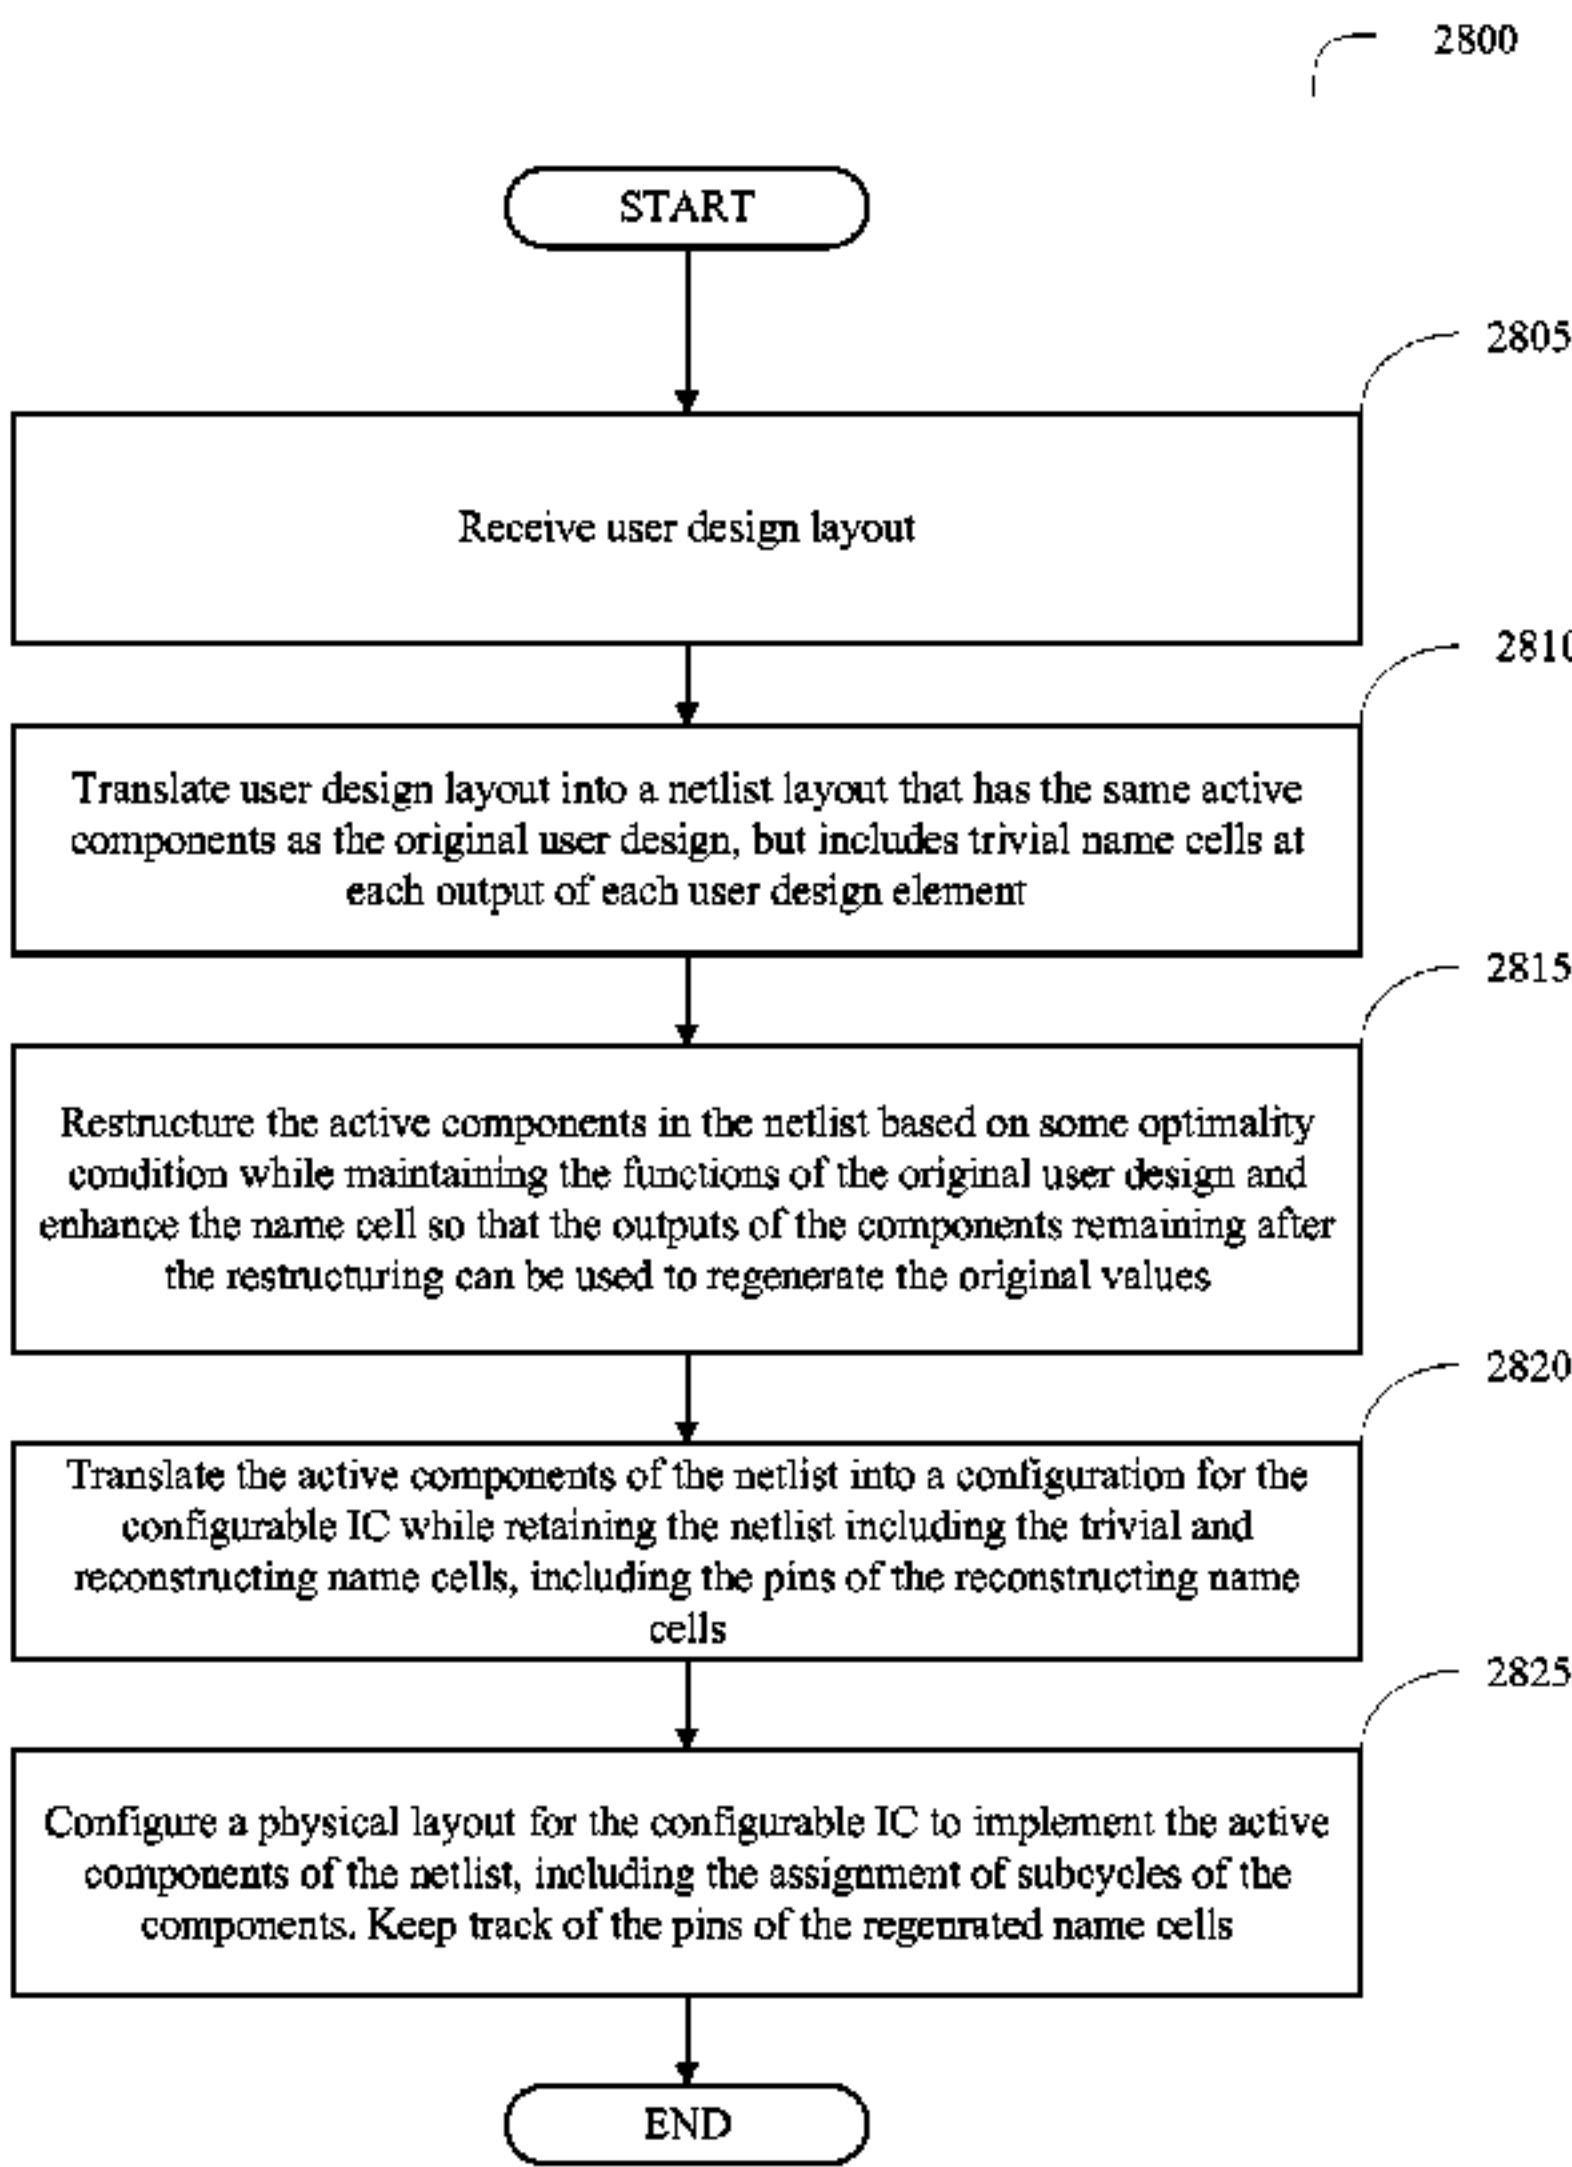 2800
START
2805
Receive user design layout
2810
Translate user design layout into a netlist layout that has the same active
components as the original user design, but includes trivial name cells at
each output of each user design element
2815
Restructure the active components in the netlist based on some optimality
condition while maintaining the functions of the original user design and
enhance the name cell so that the outputs of the components remaining after
the restructuring can be used to regenerate the original values
2820
Translate the active components of the netlist into a configuration for the
configurable IC while retaining the netlist including the trivial and
reconstructing name cells, including the pins of the reconstructing name
cells
2825
Configure a physical layout for the configurable IC to implement the active
components of the netlist, including the assignment of subcycles of the
components. Keep track of the pins of the regenrated name cells
END